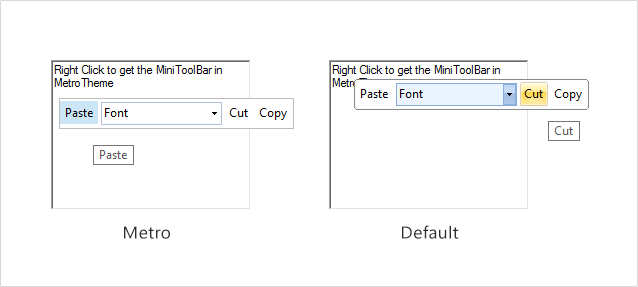 Right Click to get the MiniToolBar in
MetroTheme
Paste Font Cut Copy
Paste
Metro
Right Click to get the MiniToolBar in
Metro
Paste Font Cut Copy
Cut
Default